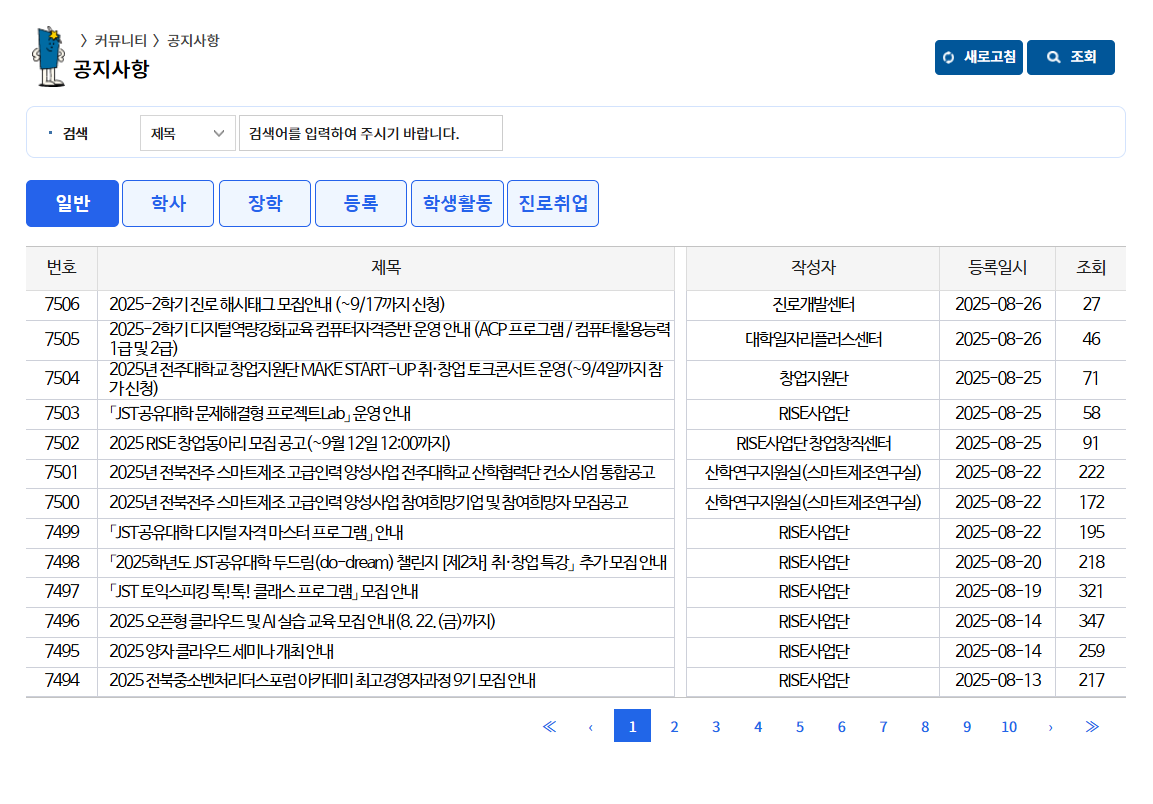 〉 커뮤니티 〉 공지사항
공지사항
새로고침
조회
· 검색
제목
검색어를 입력하여 주시기 바랍니다.
일반 학사 장학 등록 학생활동 진로취업
번호 제목 작성자 등록일시 조회
7506 2025-2학기 진로 해시태그 모집안내 (~9/17까지 신청) 진로개발센터 2025-08-26 27
7505 2025-2학기 디지털역량강화교육 컴퓨터자격증반 운영 안내 (ACP 프로그램 / 컴퓨터활용능력 대학일자리플러스센터 2025-08-26 46
1급 및 2급)
7504 2025년 전주대학교 창업지원단 MAKE START-UP 취·창업 토크콘서트 운영 (~9/4일까지 참 창업지원단 2025-08-25 71
가 신청)
7503 「JST공유대학 문제해결형 프로젝트Lab」 운영 안내 RISE사업단 2025-08-25 58
7502 2025 RISE 창업동아리 모집 공고 (~9월 12일 12:00까지) RISE사업단 창업창직센터 2025-08-25 91
7501 2025년 전북전주 스마트제조 고급인력 양성사업 전주대학교 산학협력단 컨소시엄 통합공고 산학연구지원실(스마트제조연구실) 2025-08-22 222
7500 2025년 전북전주 스마트제조 고급인력 양성사업 참여희망기업 및 참여희망자 모집공고 산학연구지원실(스마트제조연구실) 2025-08-22 172
7499 「JST공유대학 디지털 자격 마스터 프로그램」 안내 RISE사업단 2025-08-22 195
7498 「2025학년도 JST공유대학 두드림(do-dream) 챌린지 [제2차] 취·창업 특강」 추가 모집 안내 RISE사업단 2025-08-20 218
7497 「JST 토익스피킹 톡! 톡! 클래스 프로그램」 모집 안내 RISE사업단 2025-08-19 321
7496 2025 오픈형 클라우드 및 AI 실습 교육 모집 안내 (8. 22. (금)까지) RISE사업단 2025-08-14 347
7495 2025 양자 클라우드 세미나 개최 안내 RISE사업단 2025-08-14 259
7494 2025 전북중소벤처리더스포럼 아카데미 최고경영자과정 9기 모집 안내 RISE사업단 2025-08-13 217
≪ ‹ 1 2 3 4 5 6 7 8 9 10 › ≫